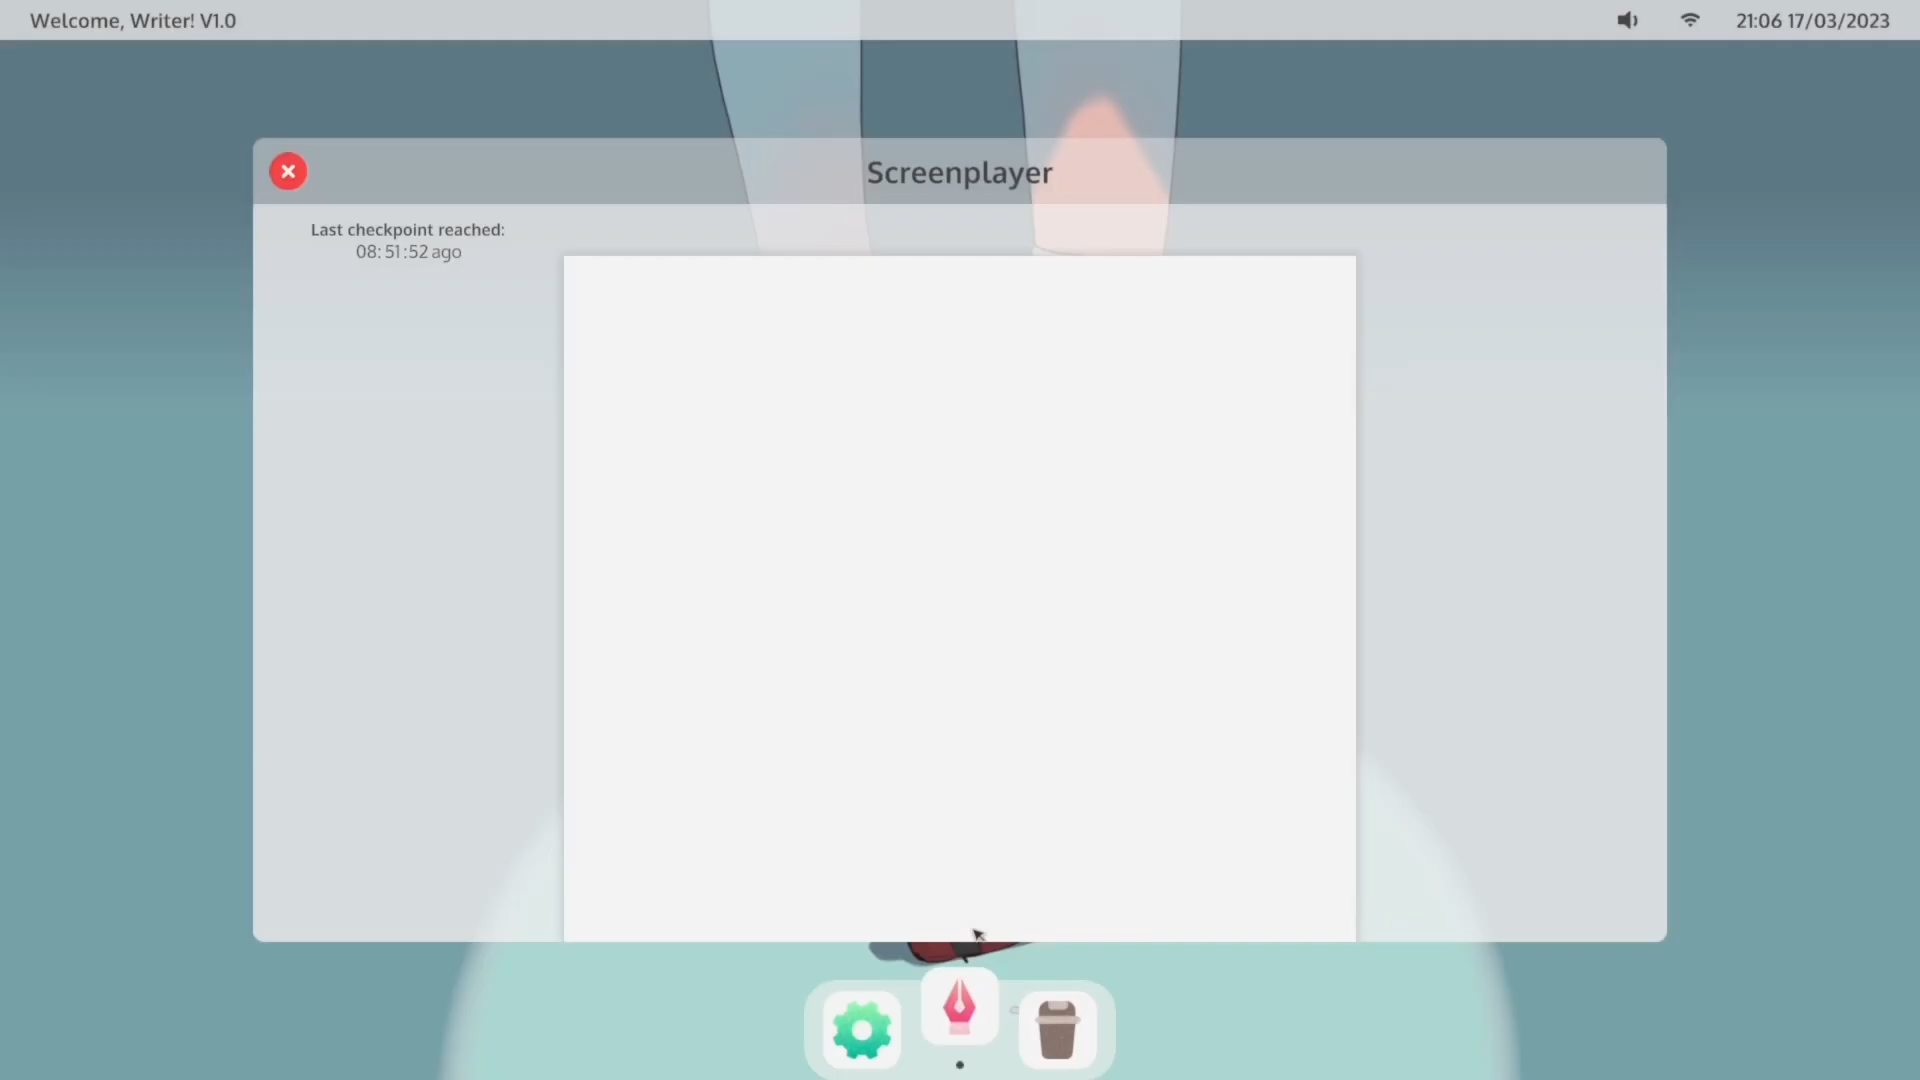 Welcome, Writer! V1.0
21:06 17/03/2023
Screenplayer
Last checkpoint reached:
08:51:52 ago